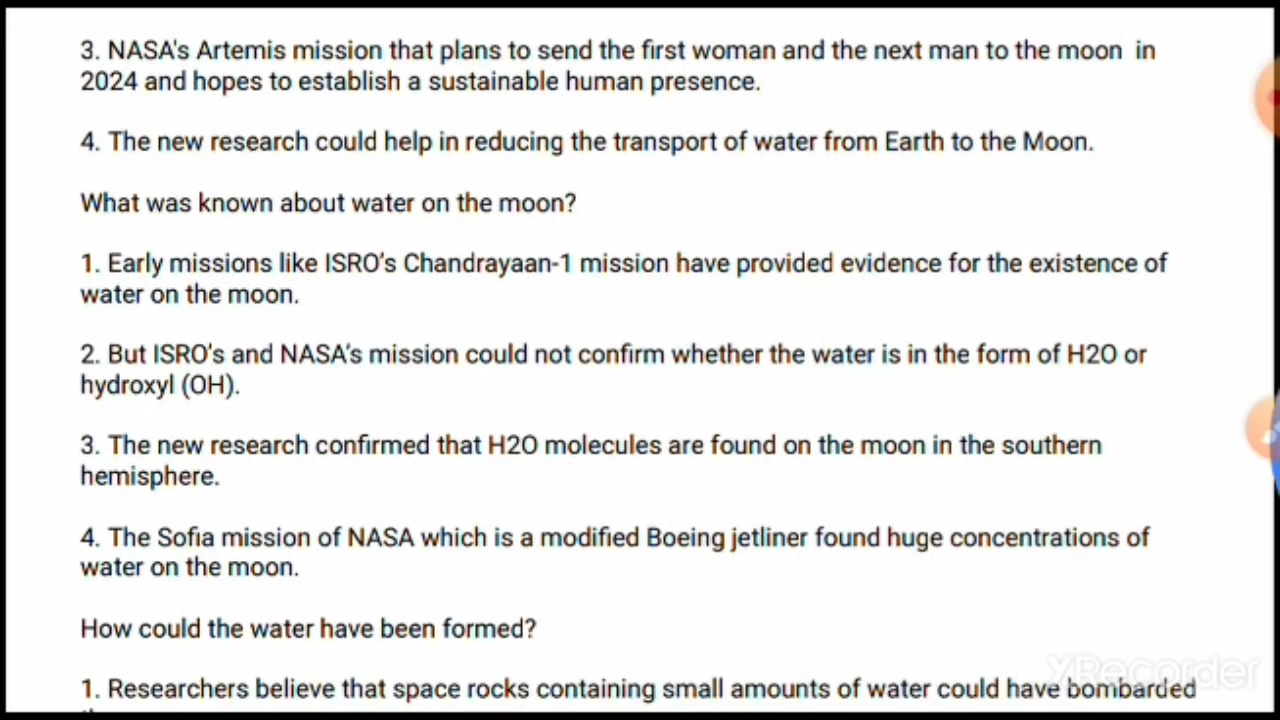 3. NASA's Artemis mission that plans to send the first woman and the next man to the moon in
2024 and hopes to establish a sustainable human presence.
4. The new research could help in reducing the transport of water from Earth to the Moon.
What was known about water on the moon?
1. Early missions like ISRO's Chandrayaan-1 mission have provided evidence for the existence of
water on the moon.
2. But ISRO's and NASA's mission could not confirm whether the water is in the form of H2O or
hydroxyl (OH).
3. The new research confirmed that H2O molecules are found on the moon in the southern
hemisphere.
4. The Sofia mission of NASA which is a modified Boeing jetliner found huge concentrations of
water on the moon.
How could the water have been formed?
1. Researchers believe that space rocks containing small amounts of water could have bombarded
XRecorder